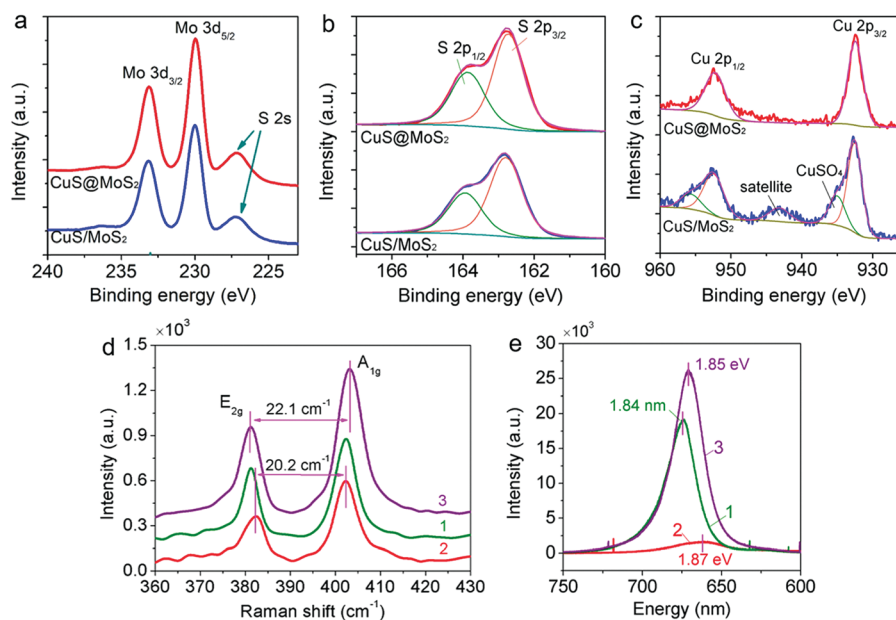 a
Mo 3d5/2
Mo 3d3/2
S 2s
CuS@MoS2
CuS/MoS2
Intensity (a.u.)
240 235 230 225
Binding energy (eV)
b
S 2p3/2
S 2p1/2
CuS@MoS2
CuS/MoS2
Intensity (a.u.)
166 164 162 160
Binding energy (eV)
c
Cu 2p3/2
Cu 2p1/2
CuS@MoS2
CuSO4
satellite
CuS/MoS2
Intensity (a.u.)
960 950 940 930
Binding energy (eV)
×10³
d
A1g
E2g
22.1 cm⁻¹
20.2 cm⁻¹
3
1
2
1.5
1.2
0.9
0.6
0.3
0.0
Intensity (a.u.)
360 370 380 390 400 410 420 430
Raman shift (cm⁻¹)
×10³
e
1.85 eV
1.84 nm
3
1
2
1.87 eV
30
25
20
15
10
5
0
Intensity (a.u.)
750 700 650 600
Energy (nm)